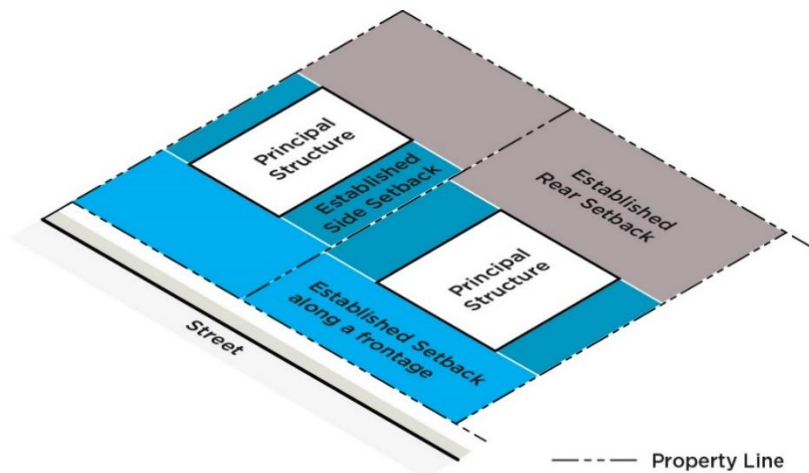 Principal
Structure
Established
Side Setback
Established
Rear Setback
Principal
Structure
Established Setback
along a frontage
Street
Property Line